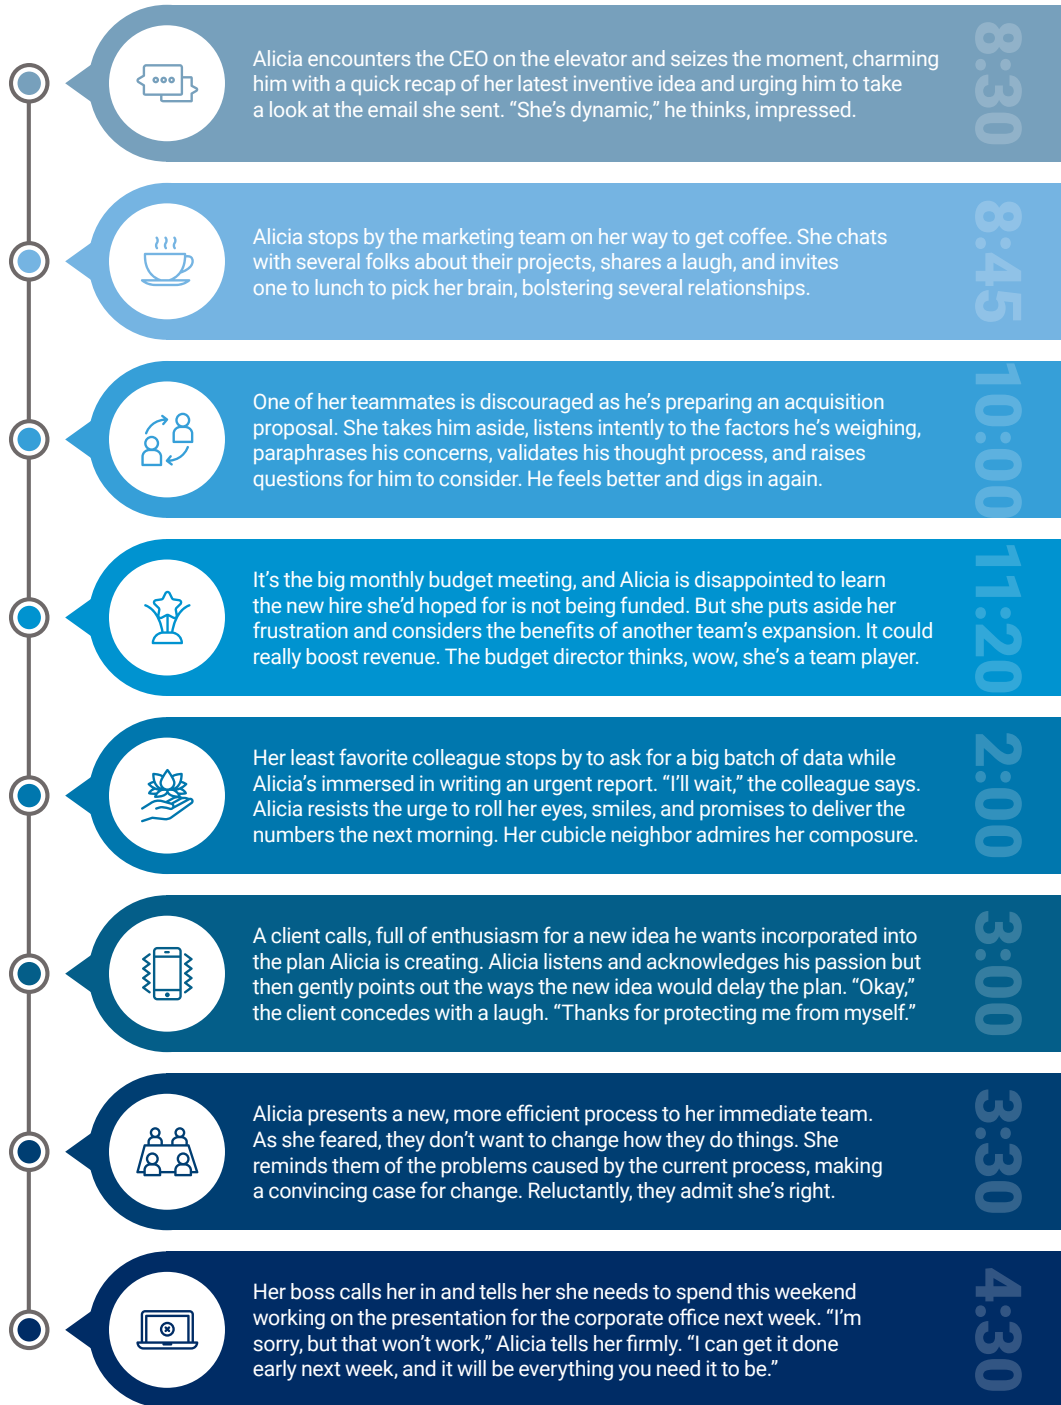 Alicia encounters the CEO on the elevator and seizes the moment, charming
him with a quick recap of her latest inventive idea and urging him to take
a look at the email she sent. “She’s dynamic,” he thinks, impressed.
8:30
Alicia stops by the marketing team on her way to get coffee. She chats
with several folks about their projects, shares a laugh, and invites
one to lunch to pick her brain, bolstering several relationships.
8:45
One of her teammates is discouraged as he’s preparing an acquisition
proposal. She takes him aside, listens intently to the factors he’s weighing,
paraphrases his concerns, validates his thought process, and raises
questions for him to consider. He feels better and digs in again.
10:00
It’s the big monthly budget meeting, and Alicia is disappointed to learn
the new hire she’d hoped for is not being funded. But she puts aside her
frustration and considers the benefits of another team’s expansion. It could
really boost revenue. The budget director thinks, wow, she’s a team player.
11:20
Her least favorite colleague stops by to ask for a big batch of data while
Alicia’s immersed in writing an urgent report. “I’ll wait,” the colleague says.
Alicia resists the urge to roll her eyes, smiles, and promises to deliver the
numbers the next morning. Her cubicle neighbor admires her composure.
2:00
A client calls, full of enthusiasm for a new idea he wants incorporated into
the plan Alicia is creating. Alicia listens and acknowledges his passion but
then gently points out the ways the new idea would delay the plan. “Okay,”
the client concedes with a laugh. “Thanks for protecting me from myself.”
3:00
Alicia presents a new, more efficient process to her immediate team.
As she feared, they don’t want to change how they do things. She
reminds them of the problems caused by the current process, making
a convincing case for change. Reluctantly, they admit she’s right.
3:30
Her boss calls her in and tells her she needs to spend this weekend
working on the presentation for the corporate office next week. “I’m
sorry, but that won’t work,” Alicia tells her firmly. “I can get it done
early next week, and it will be everything you need it to be.”
4:30